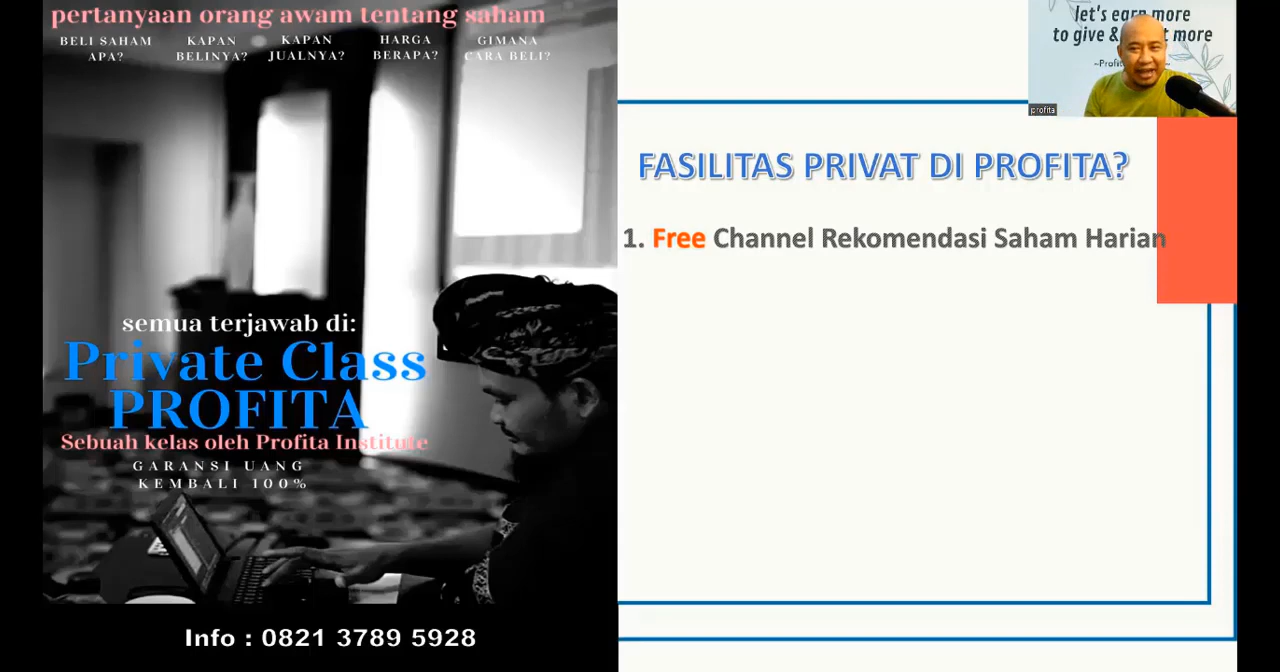 pertanyaan orang awam tentang saham
BELI SAHAM APA?
KAPAN BELINYA?
KAPAN JUALNYA?
HARGA BERAPA?
GIMANA CARA BELI?
semua terjawab di:
Private Class
PROFITA
Sebuah kelas oleh Profita Institute
GARANSI UANG
KEMBALI 100%
Info : 0821 3789 5928
let's earn more
to give &
more
profita
FASILITAS PRIVAT DI PROFITA?
1. Free Channel Rekomendasi Saham Harian